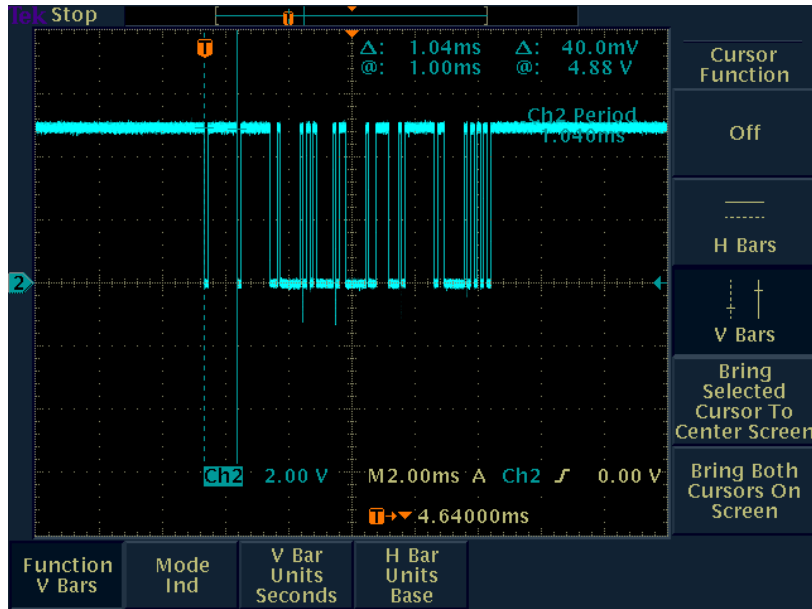 Tek Stop
T
T
Δ: 1.04ms Δ: 40.0mV
@: 1.00ms @: 4.88 V
Ch2 Period
1.040ms
2
Ch2 2.00 V M2.00ms A Ch2 0.00 V
T 4.64000ms
Cursor
Function
Off
H Bars
V Bars
Bring
Selected
Cursor To
Center Screen
Bring Both
Cursors On
Screen
Function
V Bars
Mode
Ind
V Bar
Units
Seconds
H Bar
Units
Base